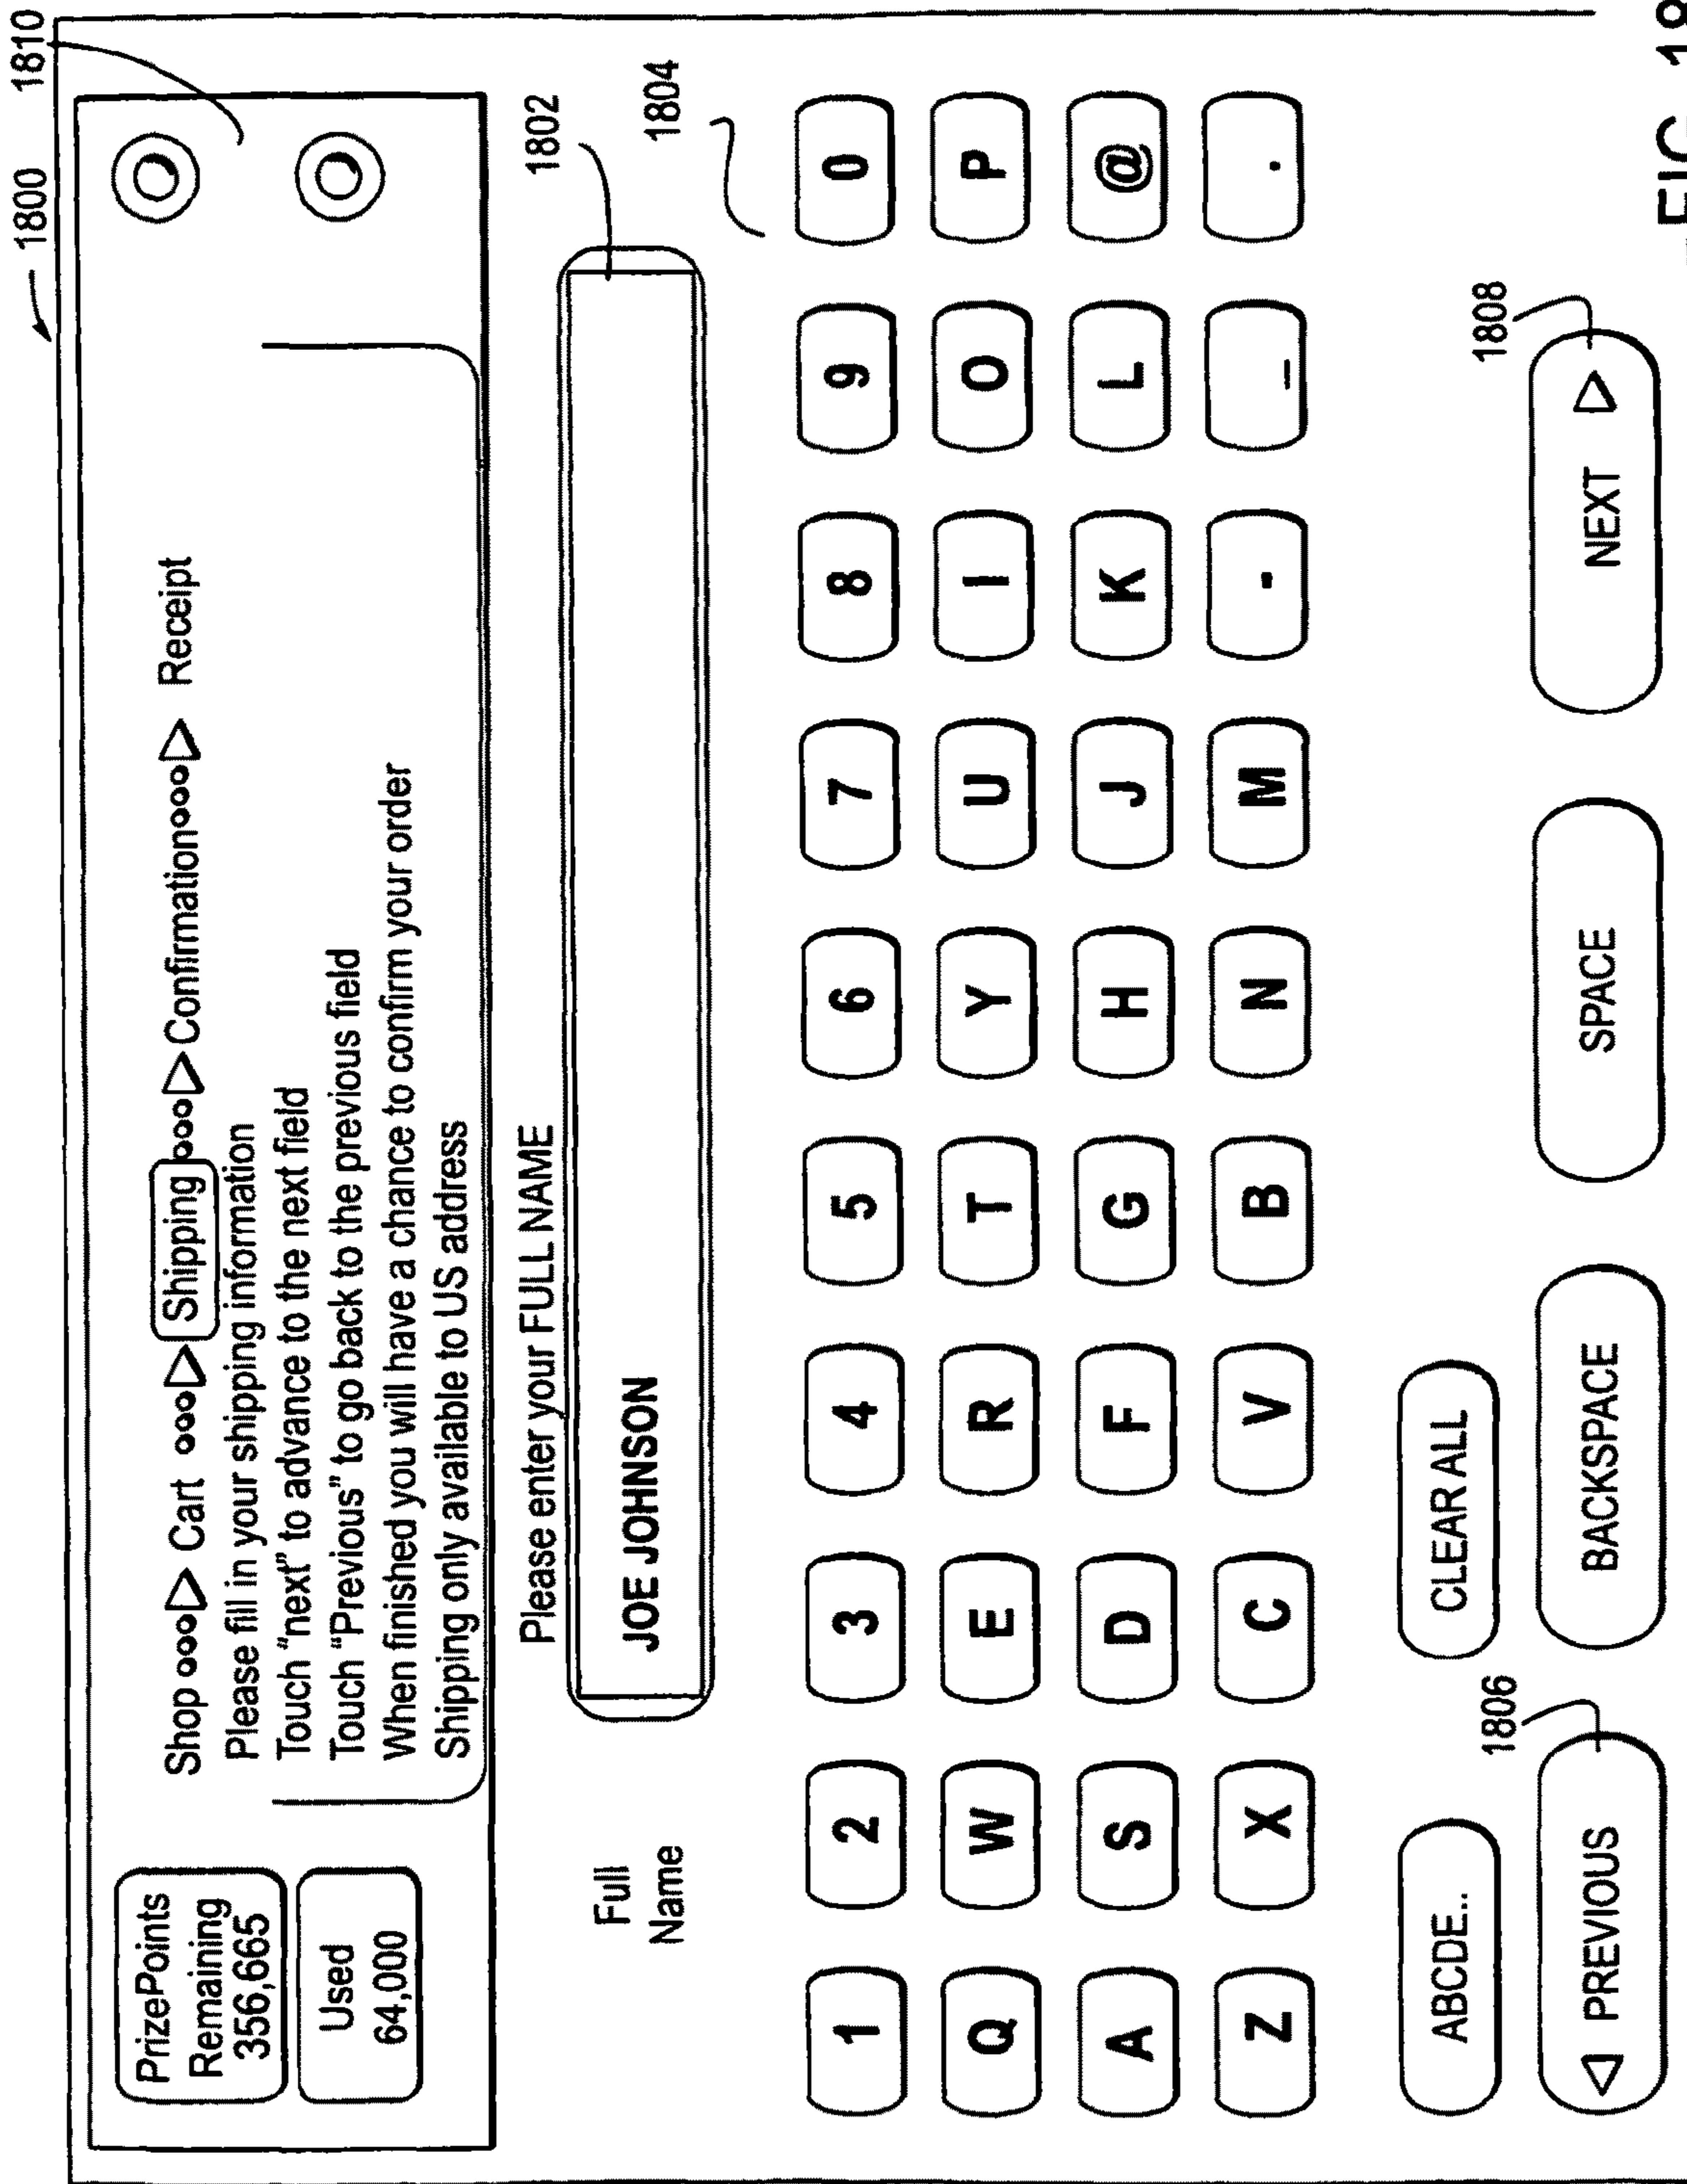 1800
1810
PrizePoints
Remaining
356,665
Used
64,000
Shop Cart Shipping Confirmation Receipt
Please fill in your shipping information
Touch “next” to advance to the next field
Touch “Previous” to go back to the previous field
When finished you will have a chance to confirm your order
Shipping only available to US address
Please enter your FULL NAME
1802
Full
Name
JOE JOHNSON
1804
1 2 3 4 5 6 7 8 9 0
Q W E R T Y U I O P
A S D F G H J K L @
Z X C V B N M - _ .
ABCDE..
CLEAR ALL
1806
1808
PREVIOUS
BACKSPACE
SPACE
NEXT
FIG. 18